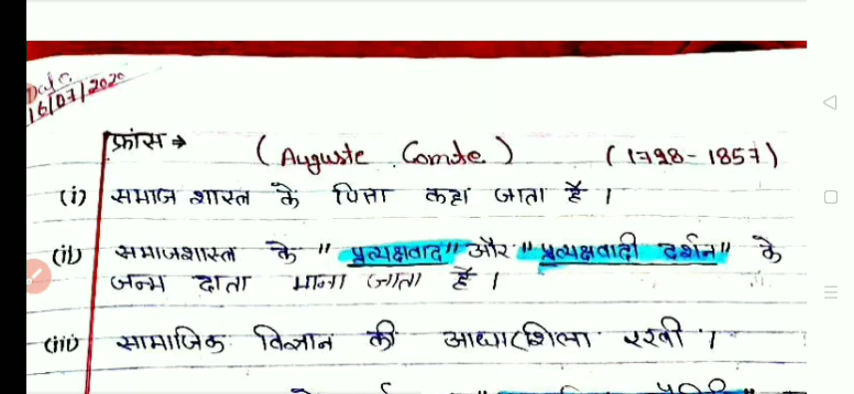 Date
16/07/2020
फ्रांस → (Auguste Comte) (1798-1857)
(i) समाज शास्त्र के पिता कहा जाता है ।
(ii) समाजशास्त्र के " प्रत्यक्षवाद" और " प्रत्यक्षवादी दर्शन" के
जन्म दाता माना जाता है ।
(iii) सामाजिक विज्ञान की आधारशिला रखी ।